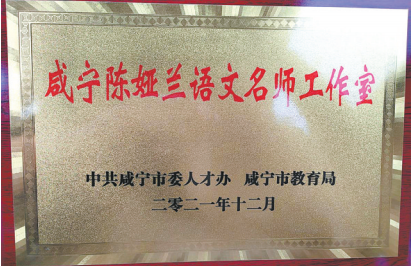 咸宁陈娅兰语文名师工作室
中共咸宁市委人才办 咸宁市教育局
二零二一年十二月